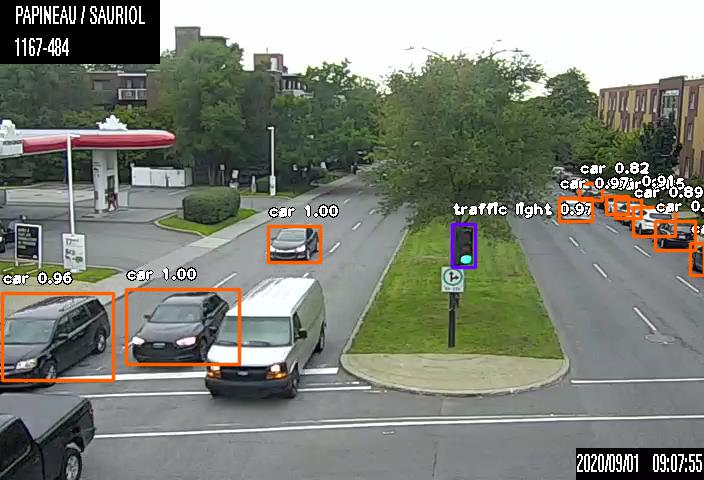 PAPINEAU / SAURIOL
1167-484
car 0.82
car 0.97
car 0.89
traffic light 0.97
car 1.00
car 1.00
car 0.96
2020/09/01 09:07:55